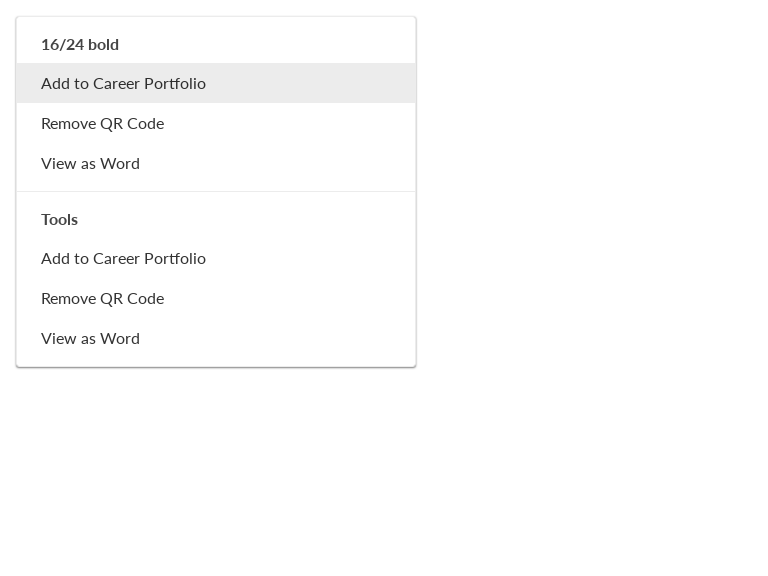 16/24 bold
Add to Career Portfolio
Remove QR Code
View as Word
Tools
Add to Career Portfolio
Remove QR Code
View as Word